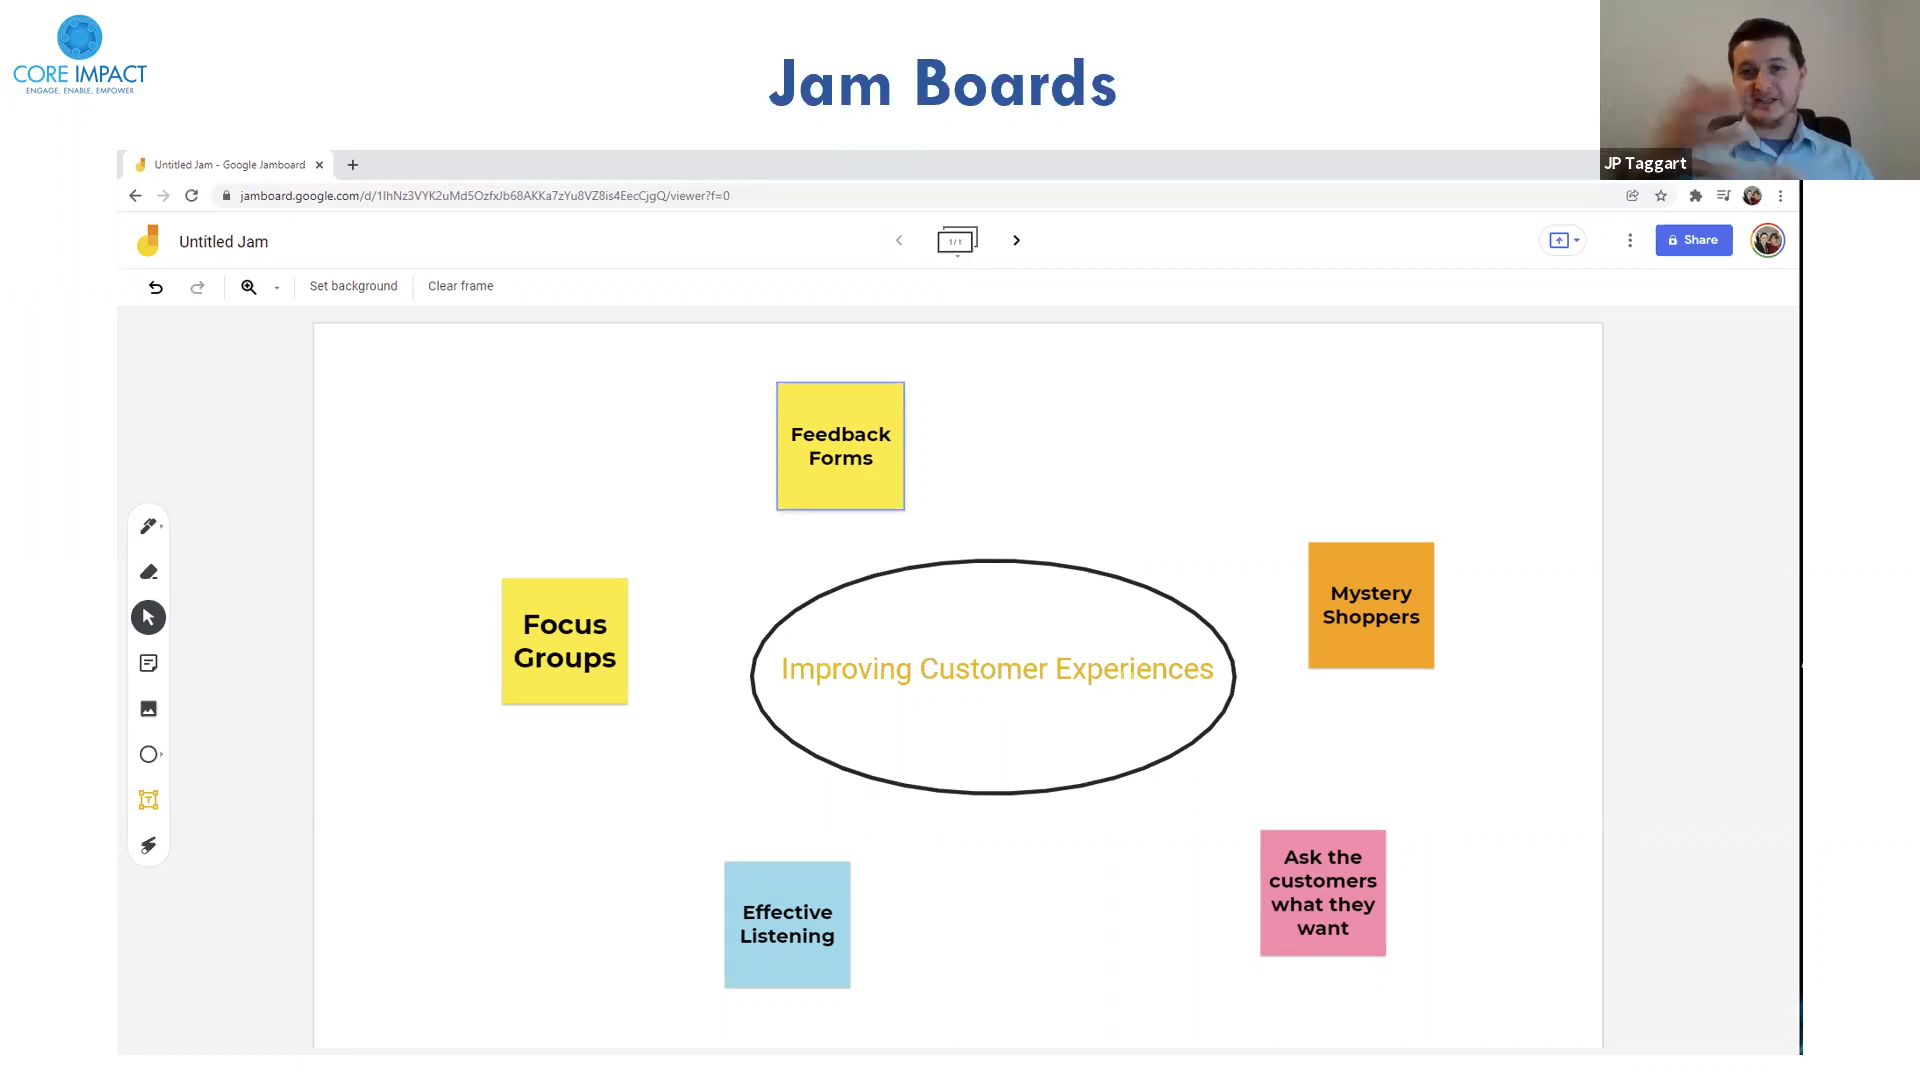 CORE IMPACT
ENGAGE, ENABLE, EMPOWER
Jam Boards
JP Taggart
Untitled Jam - Google Jamboard
jamboard.google.com/d/1IhNz3VYK2uMd5OzfxJb68AKKa7zYu8VZ8is4EecCjgQ/viewer?f=0
Untitled Jam
1/1
Share
Set background
Clear frame
Feedback
Forms
Mystery
Shoppers
Focus
Groups
Improving Customer Experiences
Ask the
customers
what they
want
Effective
Listening